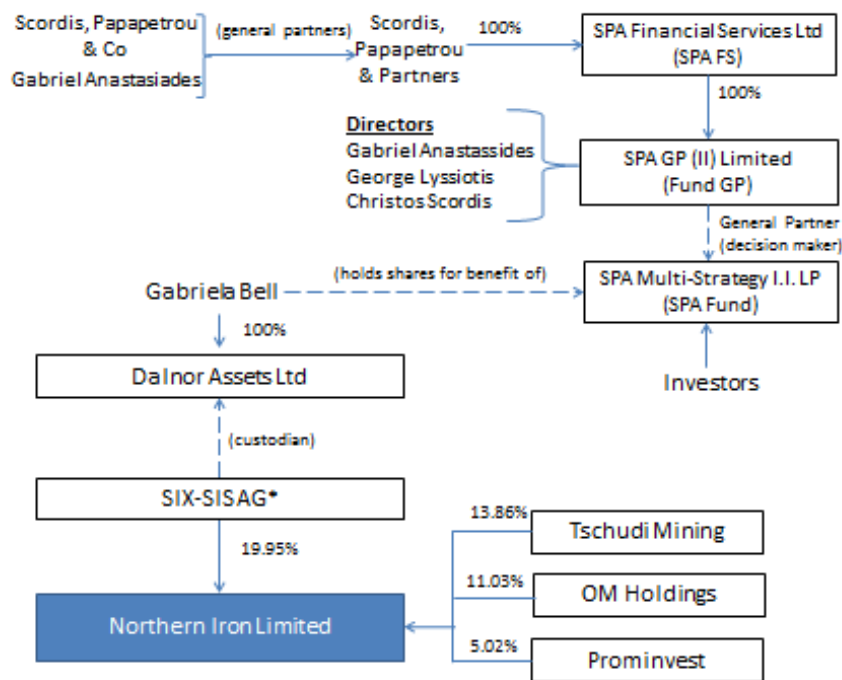 Scordis, Papapetrou
& Co
Gabriel Anastasiades
(general partners)
Scordis,
Papapetrou
& Partners
100%
SPA Financial Services Ltd
(SPA FS)
100%
Directors
Gabriel Anastassides
George Lyssiotis
Christos Scordis
SPA GP (II) Limited
(Fund GP)
General Partner
(decision maker)
Gabriela Bell
(holds shares for benefit of)
SPA Multi-Strategy I.I. LP
(SPA Fund)
100%
Investors
Dalnor Assets Ltd
(custodian)
SIX-SIS AG*
19.95%
Northern Iron Limited
13.86%
Tschudi Mining
11.03%
OM Holdings
5.02%
Prominvest